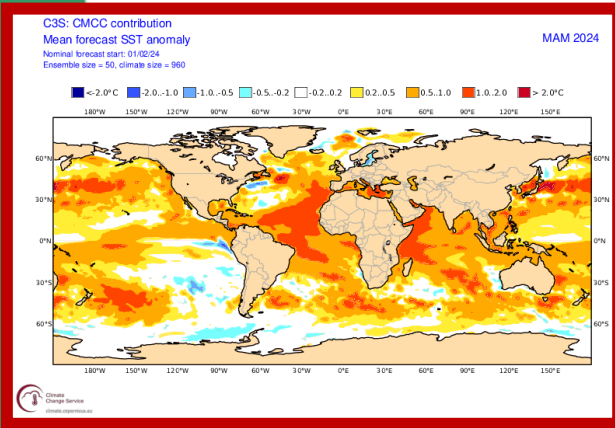 C3S: CMCC contribution
Mean forecast SST anomaly
MAM 2024
Nominal forecast start: 01/02/24
Ensemble size = 50, climate size = 960
<-2.0°C -2.0..-1.0 -1.0..-0.5 -0.5..-0.2 -0.2..0.2 0.2..0.5 0.5..1.0 1.0..2.0 > 2.0°C
180°W 150°W 120°W 90°W 60°W 30°W 0°E 30°E 60°E 90°E 120°E 150°E
60°N 60°N
30°N 30°N
0°N 0°N
30°S 30°S
60°S 60°S
180°W 150°W 120°W 90°W 60°W 30°W 0°E 30°E 60°E 90°E 120°E 150°E
Climate
Change Service
climate.copernicus.eu